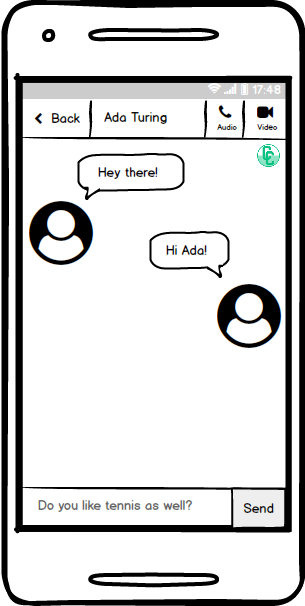 17:48
Back
Ada Turing
Audio
Video
Hey there!
Hi Ada!
Do you like tennis as well?
Send